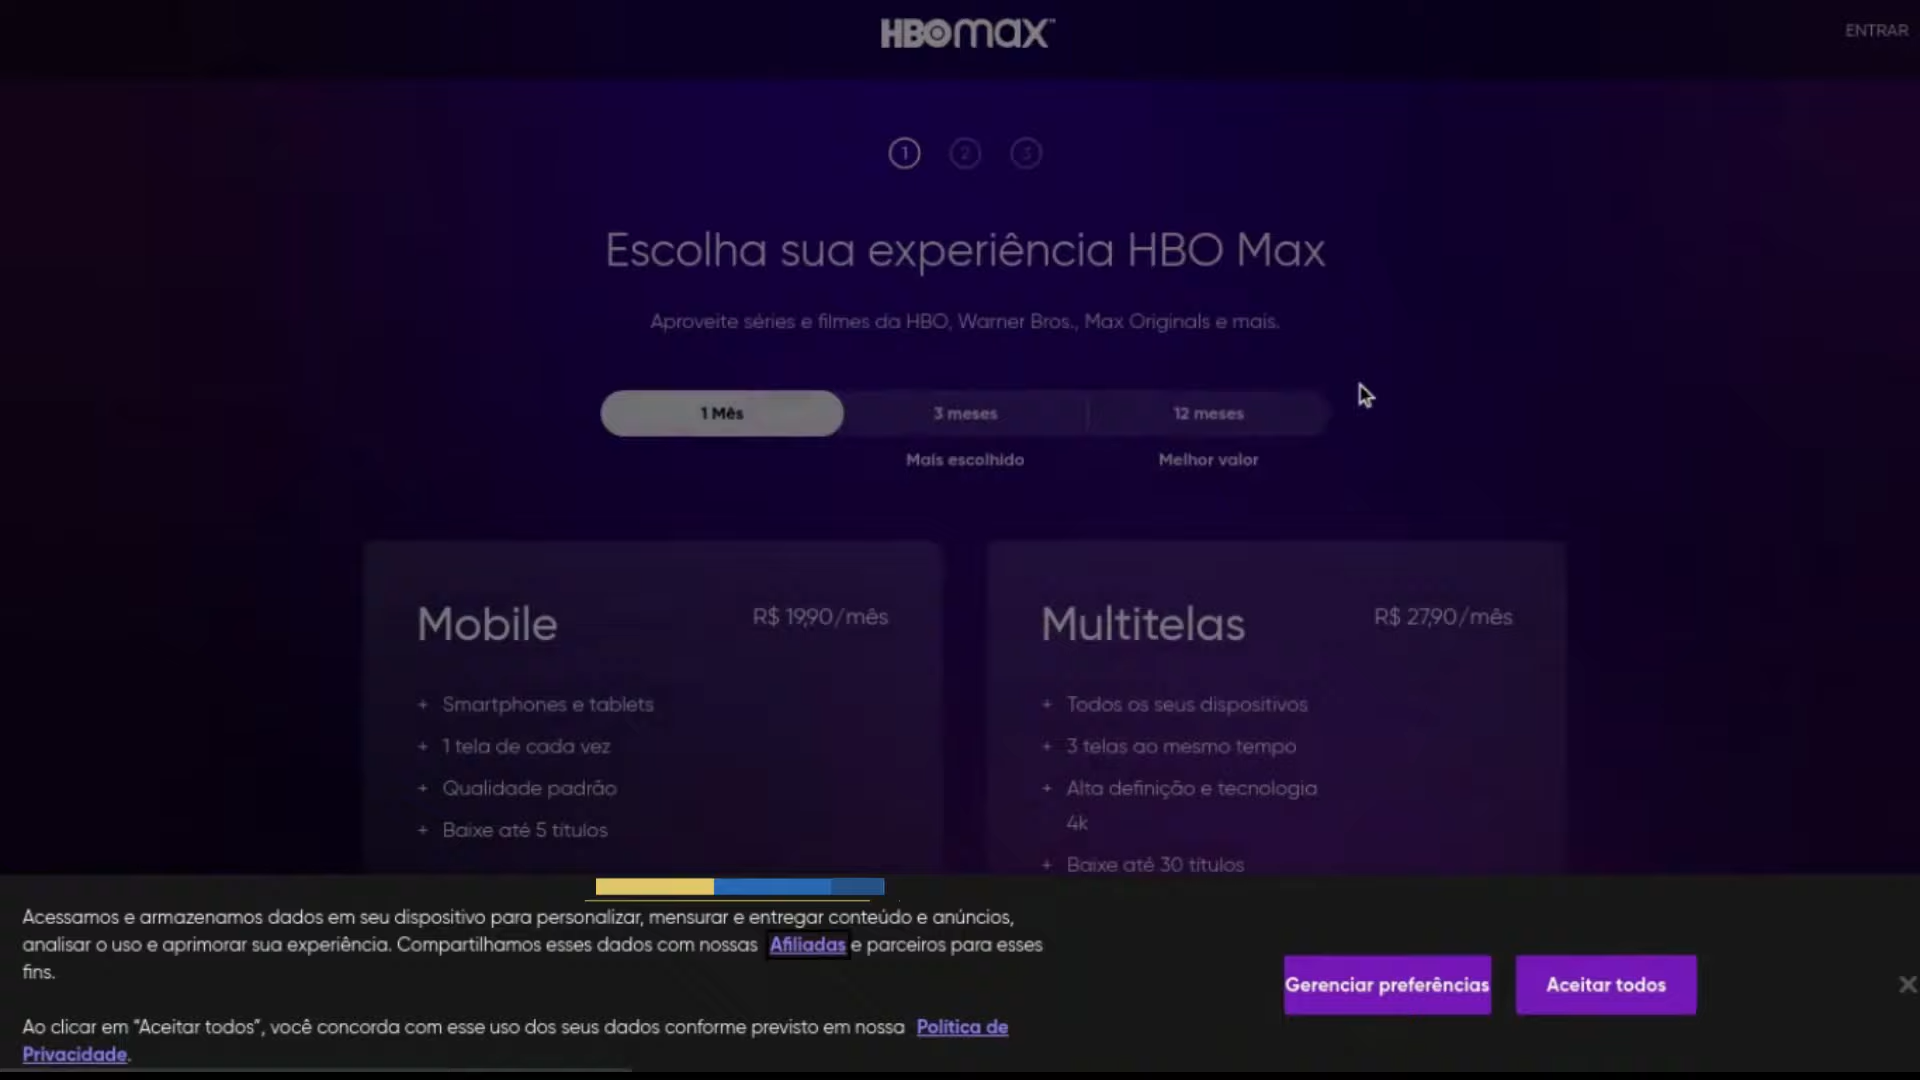 HBOmax™
ENTRAR
1 2 3
Escolha sua experiência HBO Max
Aproveite séries e filmes da HBO, Warner Bros., Max Originals e mais.
1 Mês 3 meses 12 meses
Mais escolhido Melhor valor
Mobile R$ 19,90/mês
+ Smartphones e tablets
+ 1 tela de cada vez
+ Qualidade padrão
+ Baixe até 5 títulos
Multitelas R$ 27,90/mês
+ Todos os seus dispositivos
+ 3 telas ao mesmo tempo
+ Alta definição e tecnologia
4k
+ Baixe até 30 títulos
Acessamos e armazenamos dados em seu dispositivo para personalizar, mensurar e entregar conteúdo e anúncios,
analisar o uso e aprimorar sua experiência. Compartilhamos esses dados com nossas Afiliadas e parceiros para esses
fins.
Ao clicar em “Aceitar todos”, você concorda com esse uso dos seus dados conforme previsto em nossa Política de
Privacidade.
Gerenciar preferências
Aceitar todos